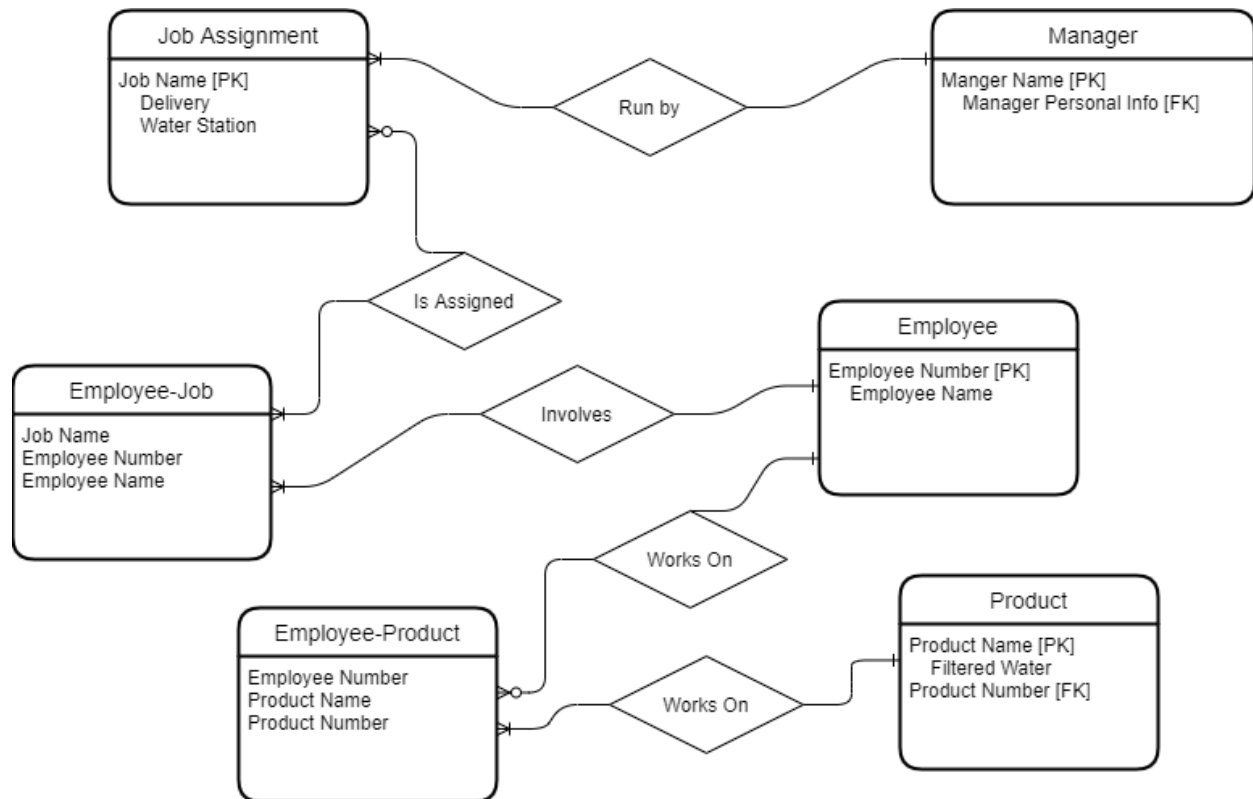 Job Assignment
Job Name [PK]
Delivery
Water Station
Run by
Manager
Manger Name [PK]
Manager Personal Info [FK]
Is Assigned
Employee-Job
Job Name
Employee Number
Employee Name
Involves
Employee
Employee Number [PK]
Employee Name
Works On
Employee-Product
Employee Number
Product Name
Product Number
Works On
Product
Product Name [PK]
Filtered Water
Product Number [FK]